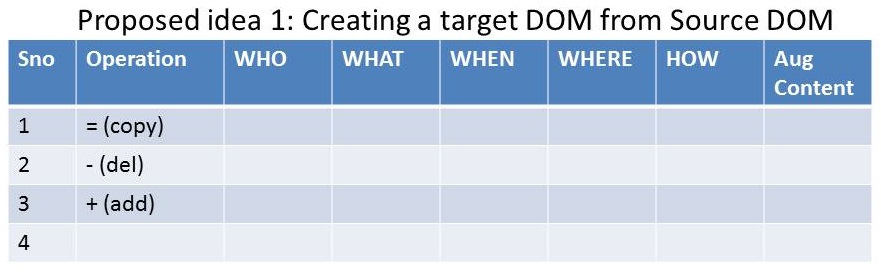 Proposed idea 1: Creating a target DOM from Source DOM
Sno Operation WHO WHAT WHEN WHERE HOW Aug Content
1 = (copy)
2 - (del)
3 + (add)
4